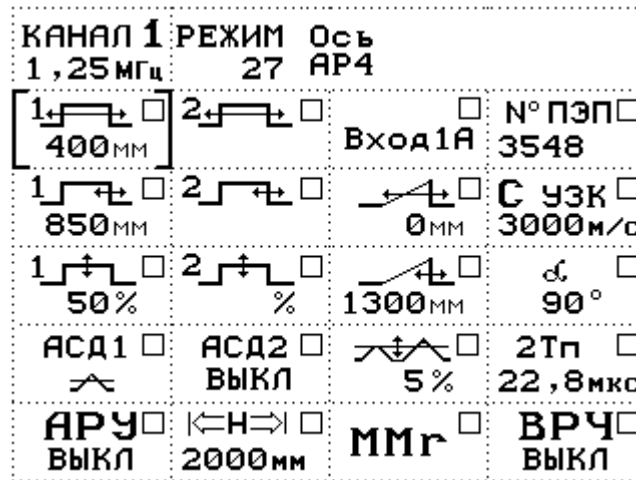 КАНАЛ 1 РЕЖИМ Ось
1,25МГц 27 АР4
1 2 N° ПЭП
400мм Вход1А 3548
1 2 С УЗК
850мм 0мм 3000м/с
1 2 α
50% % 1300мм 90°
АСД1 АСД2 2Тп
ВЫКЛ 5% 22,8мкс
АРУ H ВРЧ
ММг
ВЫКЛ 2000мм ВЫКЛ